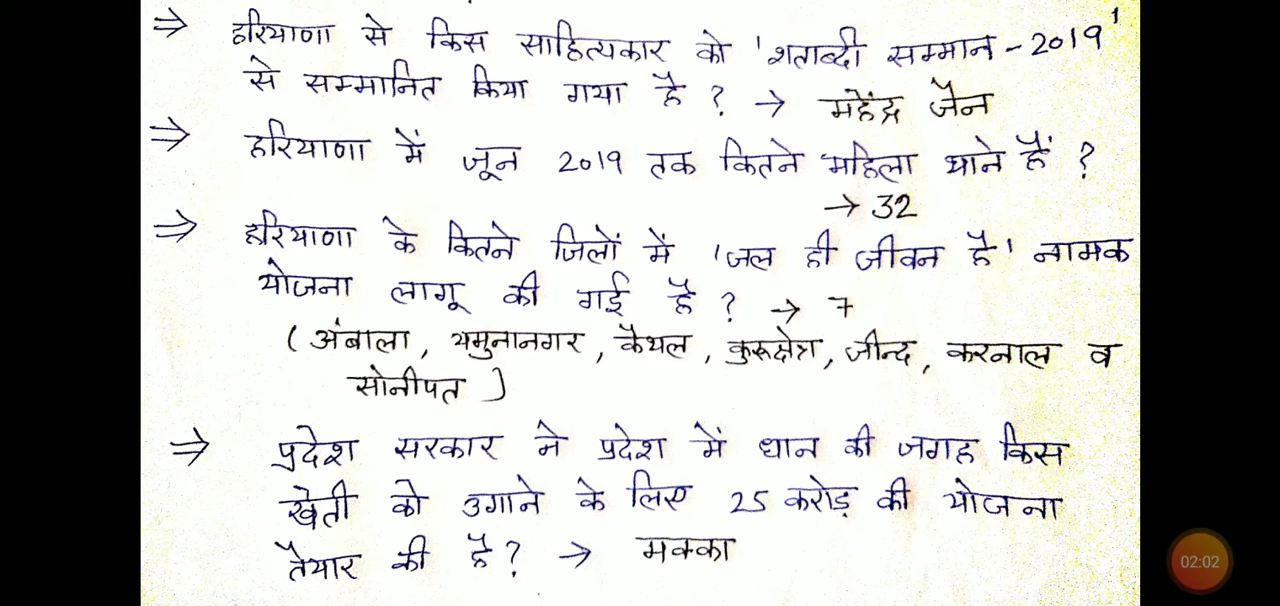 ⇒ हरियाणा से किस साहित्यकार को 'शताब्दी सम्मान - 2019'
से सम्मानित किया गया है ? → महेंद्र जैन
⇒ हरियाणा में जून 2019 तक कितने महिला थाने हैं ?
→ 32
⇒ हरियाणा के कितने जिलों में 'जल ही जीवन है' नामक
योजना लागू की गई है ? → 7
( अंबाला, यमुनानगर, कैथल, कुरूक्षेत्र, जीन्द, करनाल व
सोनीपत )
⇒ प्रदेश सरकार ने प्रदेश में धान की जगह किस
खेती को उगाने के लिए 25 करोड़ की योजना
तैयार की है ? → मक्का
02:02